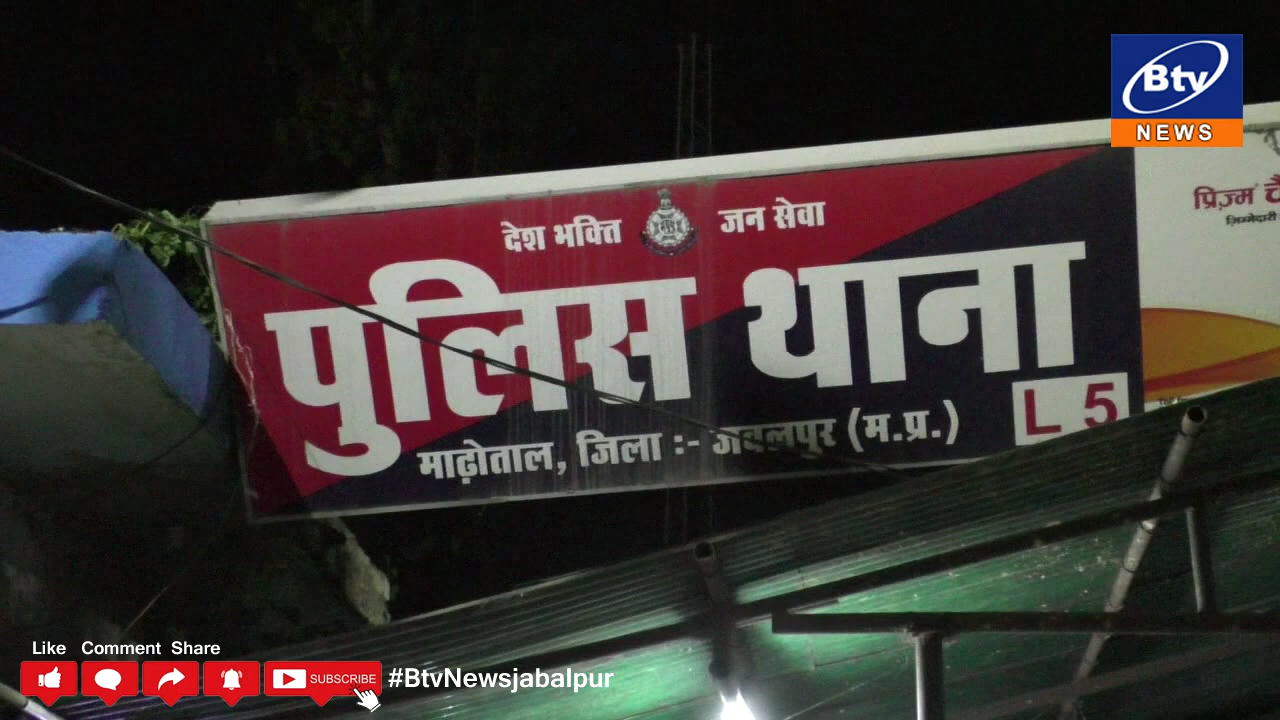 Btv
NEWS
देश भक्ति जन सेवा
पुलिस थाना
माढ़ोताल, जिला :- जबलपुर (म.प्र.)
L 5
प्रिज़्म
ज़िम्मेदारी
Like Comment Share
SUBSCRIBE
#BtvNewsjabalpur